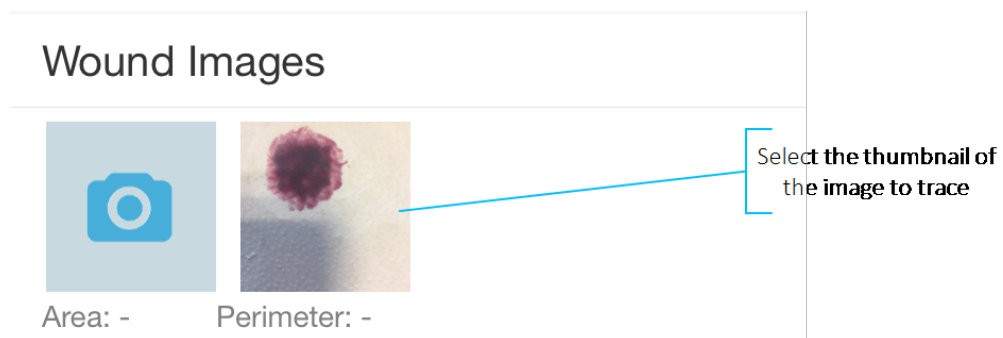 Wound Images
Select the thumbnail of
the image to trace
Area: - Perimeter: -